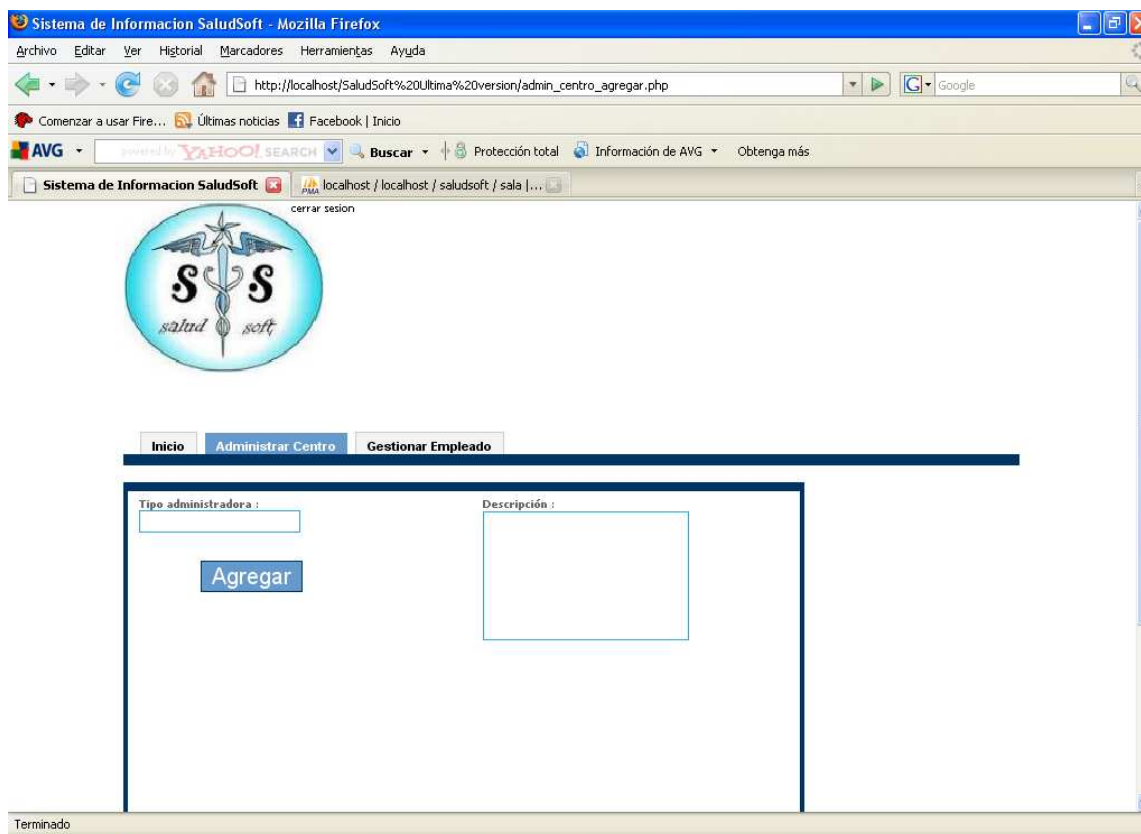 Sistema de Informacion SaludSoft - Mozilla Firefox
Archivo Editar Ver Historial Marcadores Herramientas Ayuda
http://localhost/SaludSoft%20Ultima%20version/admin_centro_agregar.php G Google
Comenzar a usar Fire... Últimas noticias Facebook | Inicio
AVG powered by YAHOO! SEARCH Buscar Protección total Información de AVG Obtenga más
Sistema de Informacion SaludSoft PMA localhost / localhost / saludsoft / sala |...
cerrar sesion
S S
salud soft
Inicio Administrar Centro Gestionar Empleado
Tipo administradora : Descripción :
Agregar
Terminado